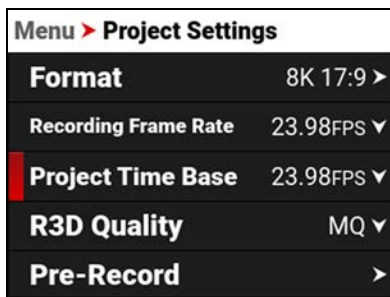 Menu > Project Settings
Format 8K 17:9 >
Recording Frame Rate 23.98FPS
Project Time Base 23.98FPS
R3D Quality MQ
Pre-Record >